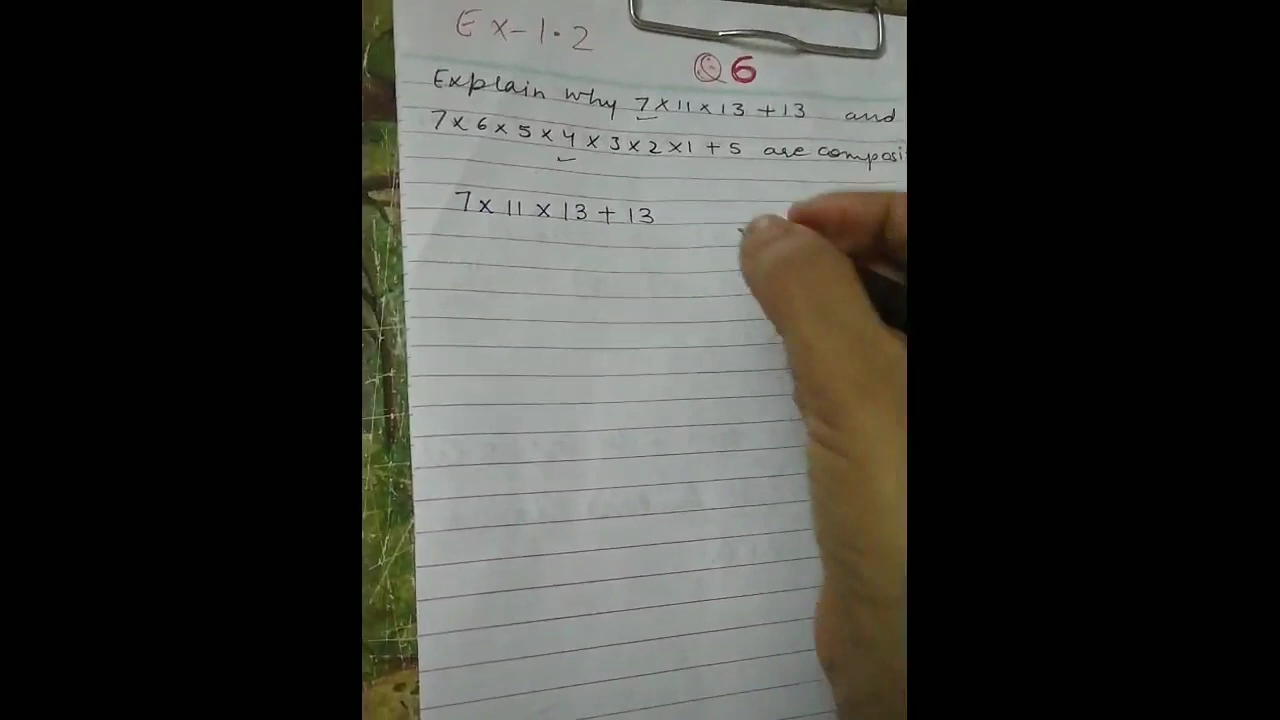 Ex-1.2
Q6
Explain why 7×11×13+13 and
7×6×5×4×3×2×1+5 are composi
7×11×13+13